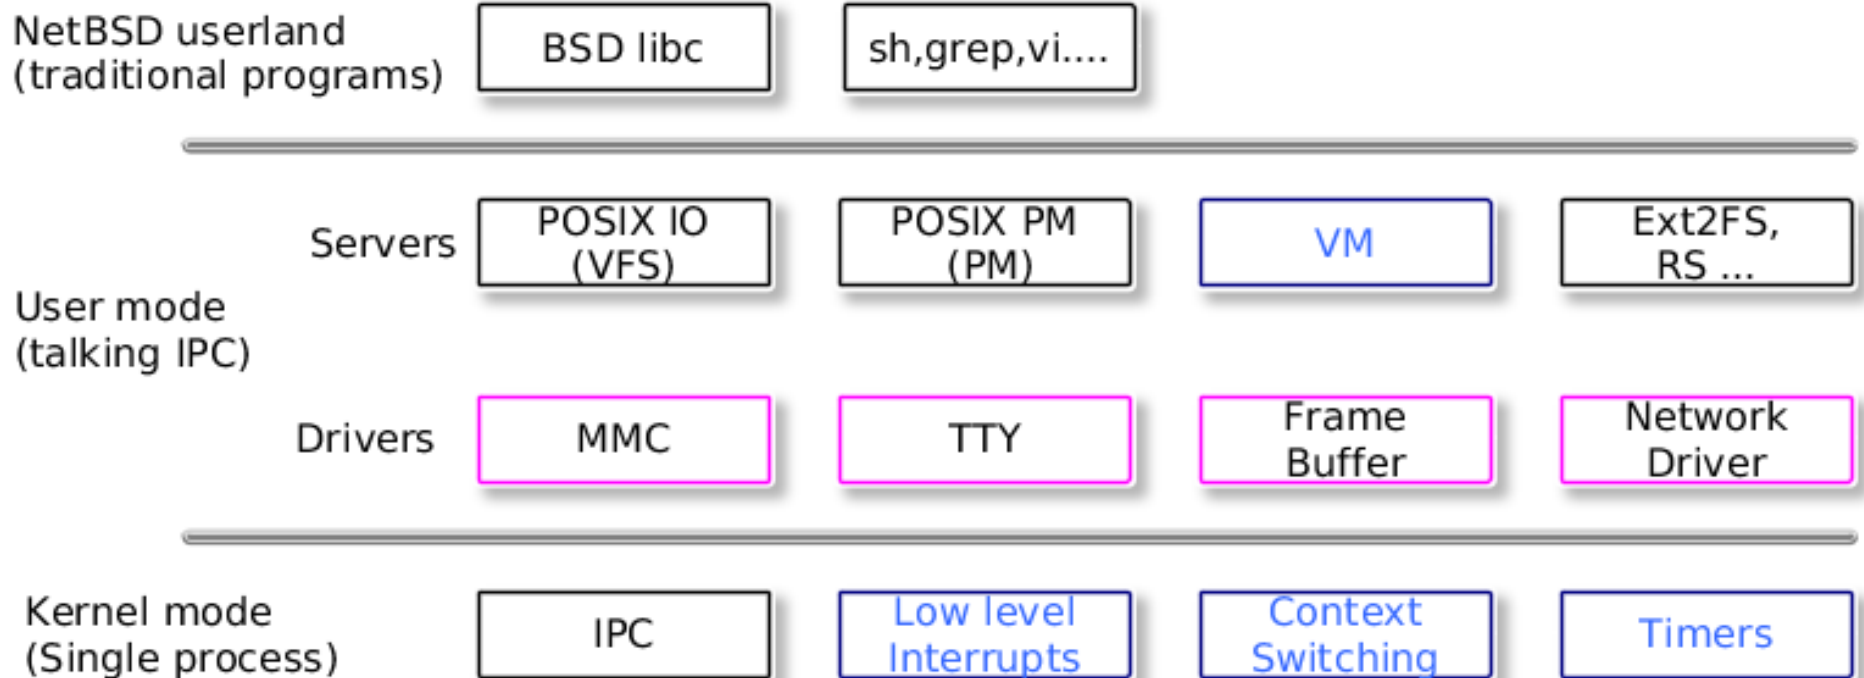 NetBSD userland
(traditional programs)
BSD libc
sh,grep,vi....
Servers
POSIX IO
(VFS)
POSIX PM
(PM)
VM
Ext2FS,
RS ...
User mode
(talking IPC)
Drivers
MMC
TTY
Frame
Buffer
Network
Driver
Kernel mode
(Single process)
IPC
Low level
Interrupts
Context
Switching
Timers